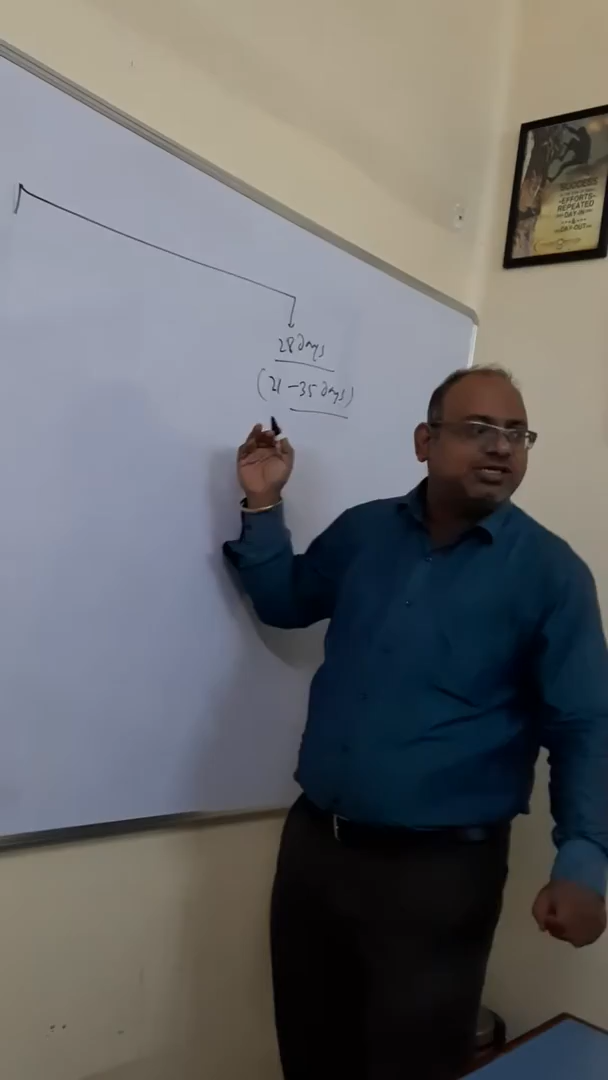 28 days
(21 - 35 days)
SUCCESS
EFFORTS
REPEATED
DAY-IN
&
DAY-OUT